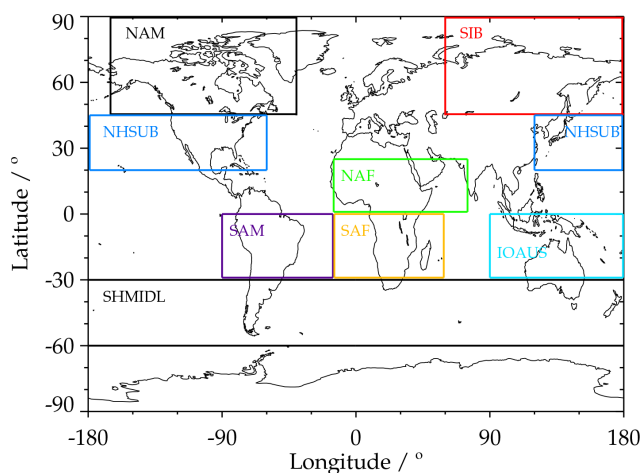 90
60
30
0
-30
-60
-90
Latitude / °
NAM
SIB
NHSUB
NHSUB
NAF
SAM
SAF
IOAUS
SHMIDL
-180
-90
0
90
180
Longitude / °